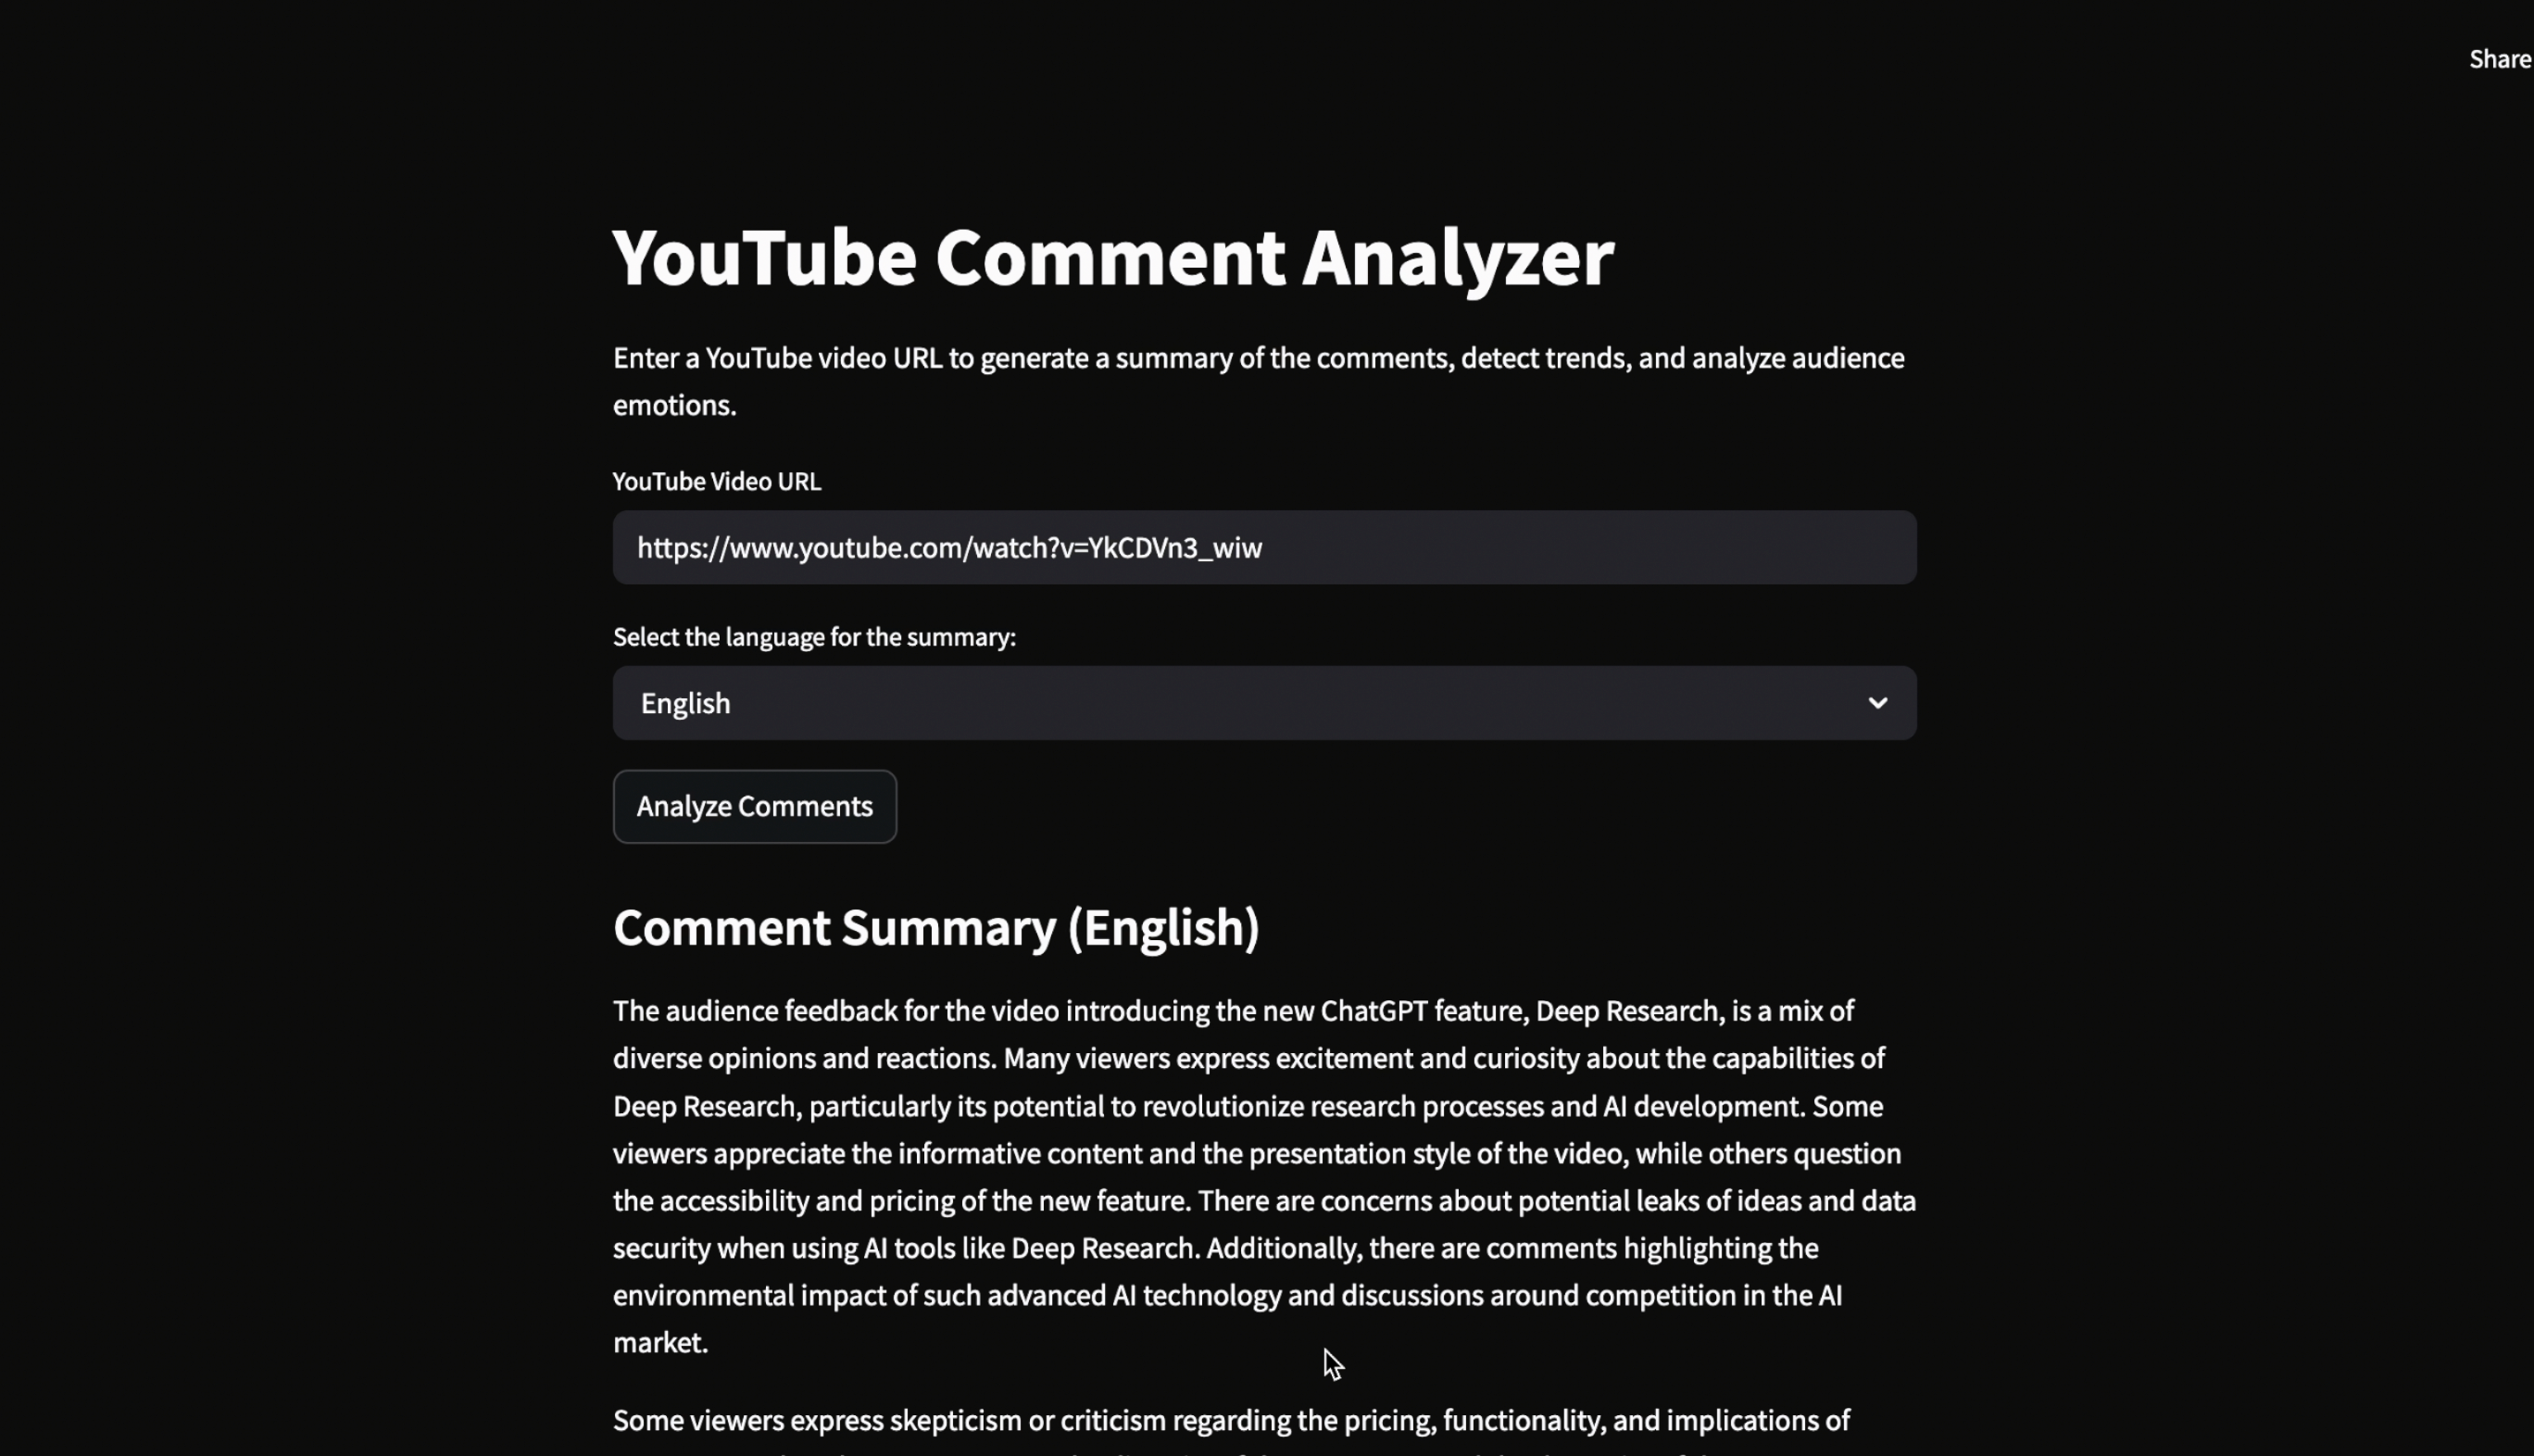 Share
YouTube Comment Analyzer
Enter a YouTube video URL to generate a summary of the comments, detect trends, and analyze audience
emotions.
YouTube Video URL
https://www.youtube.com/watch?v=YkCDVn3_wiw
Select the language for the summary:
English
Analyze Comments
Comment Summary (English)
The audience feedback for the video introducing the new ChatGPT feature, Deep Research, is a mix of
diverse opinions and reactions. Many viewers express excitement and curiosity about the capabilities of
Deep Research, particularly its potential to revolutionize research processes and AI development. Some
viewers appreciate the informative content and the presentation style of the video, while others question
the accessibility and pricing of the new feature. There are concerns about potential leaks of ideas and data
security when using AI tools like Deep Research. Additionally, there are comments highlighting the
environmental impact of such advanced AI technology and discussions around competition in the AI
market.
Some viewers express skepticism or criticism regarding the pricing, functionality, and implications of